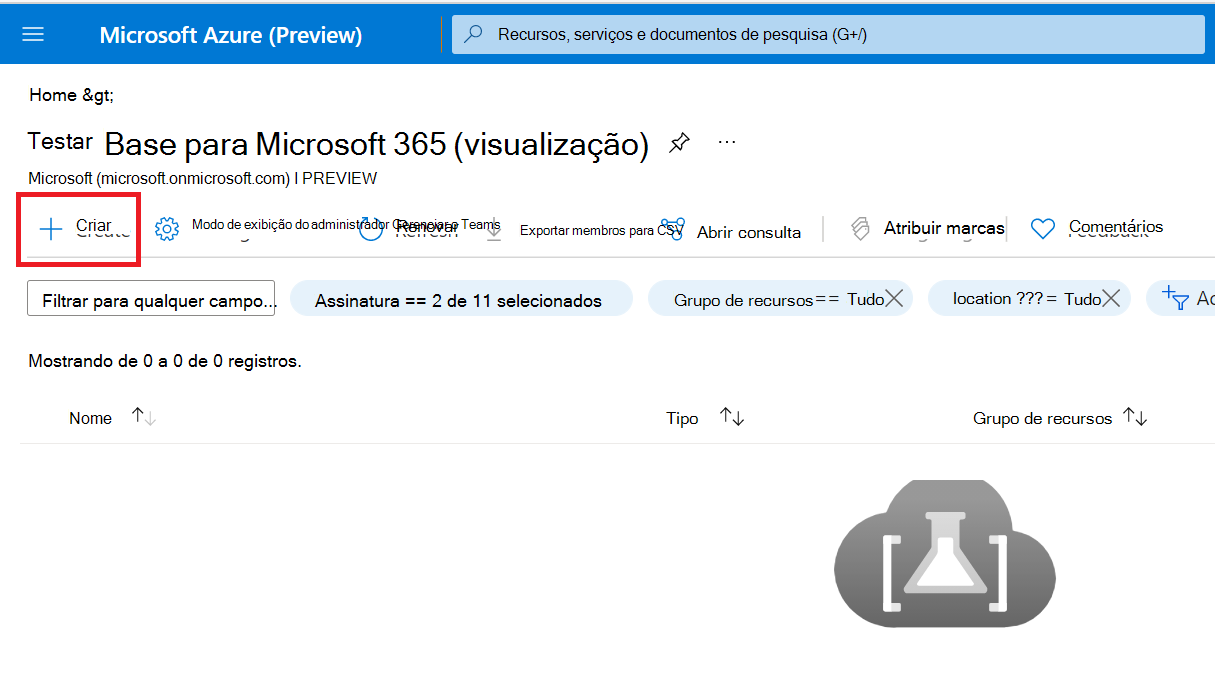 Microsoft Azure (Preview)
Recursos, serviços e documentos de pesquisa (G+/)
Home &gt;
Testar Base para Microsoft 365 (visualização) ...
Microsoft (microsoft.onmicrosoft.com) I PREVIEW
Criar Modo de exibição do administrador Gerenciar o Teams Renovar Exportar membros para CSV Abrir consulta Atribuir marcas Comentários
Filtrar para qualquer campo... Assinatura == 2 de 11 selecionados Grupo de recursos == Tudo location ???= Tudo
Mostrando de 0 a 0 de 0 registros.
Nome Tipo Grupo de recursos